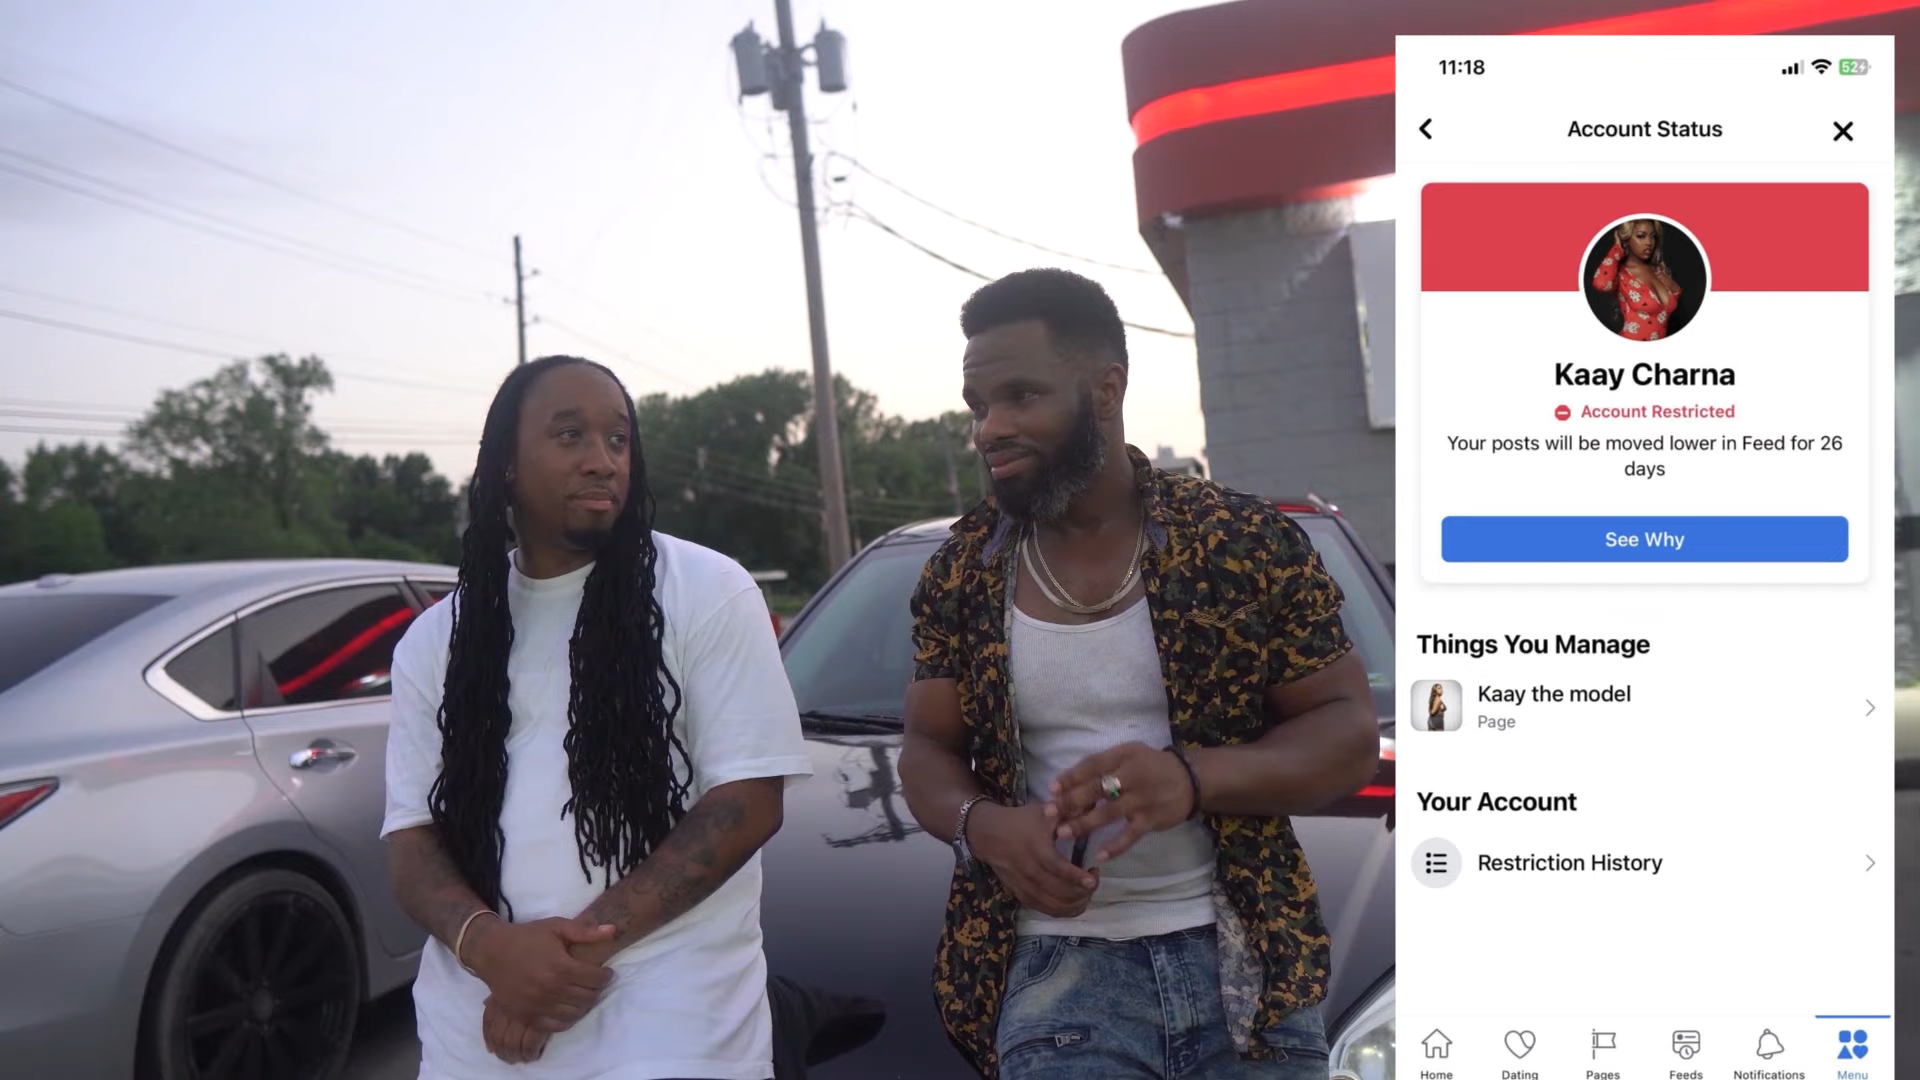 11:18
52
Account Status
Kaay Charna
Account Restricted
Your posts will be moved lower in Feed for 26
days
See Why
Things You Manage
Kaay the model
Page
Your Account
Restriction History
Home
Dating
Pages
Feeds
Notifications
Menu